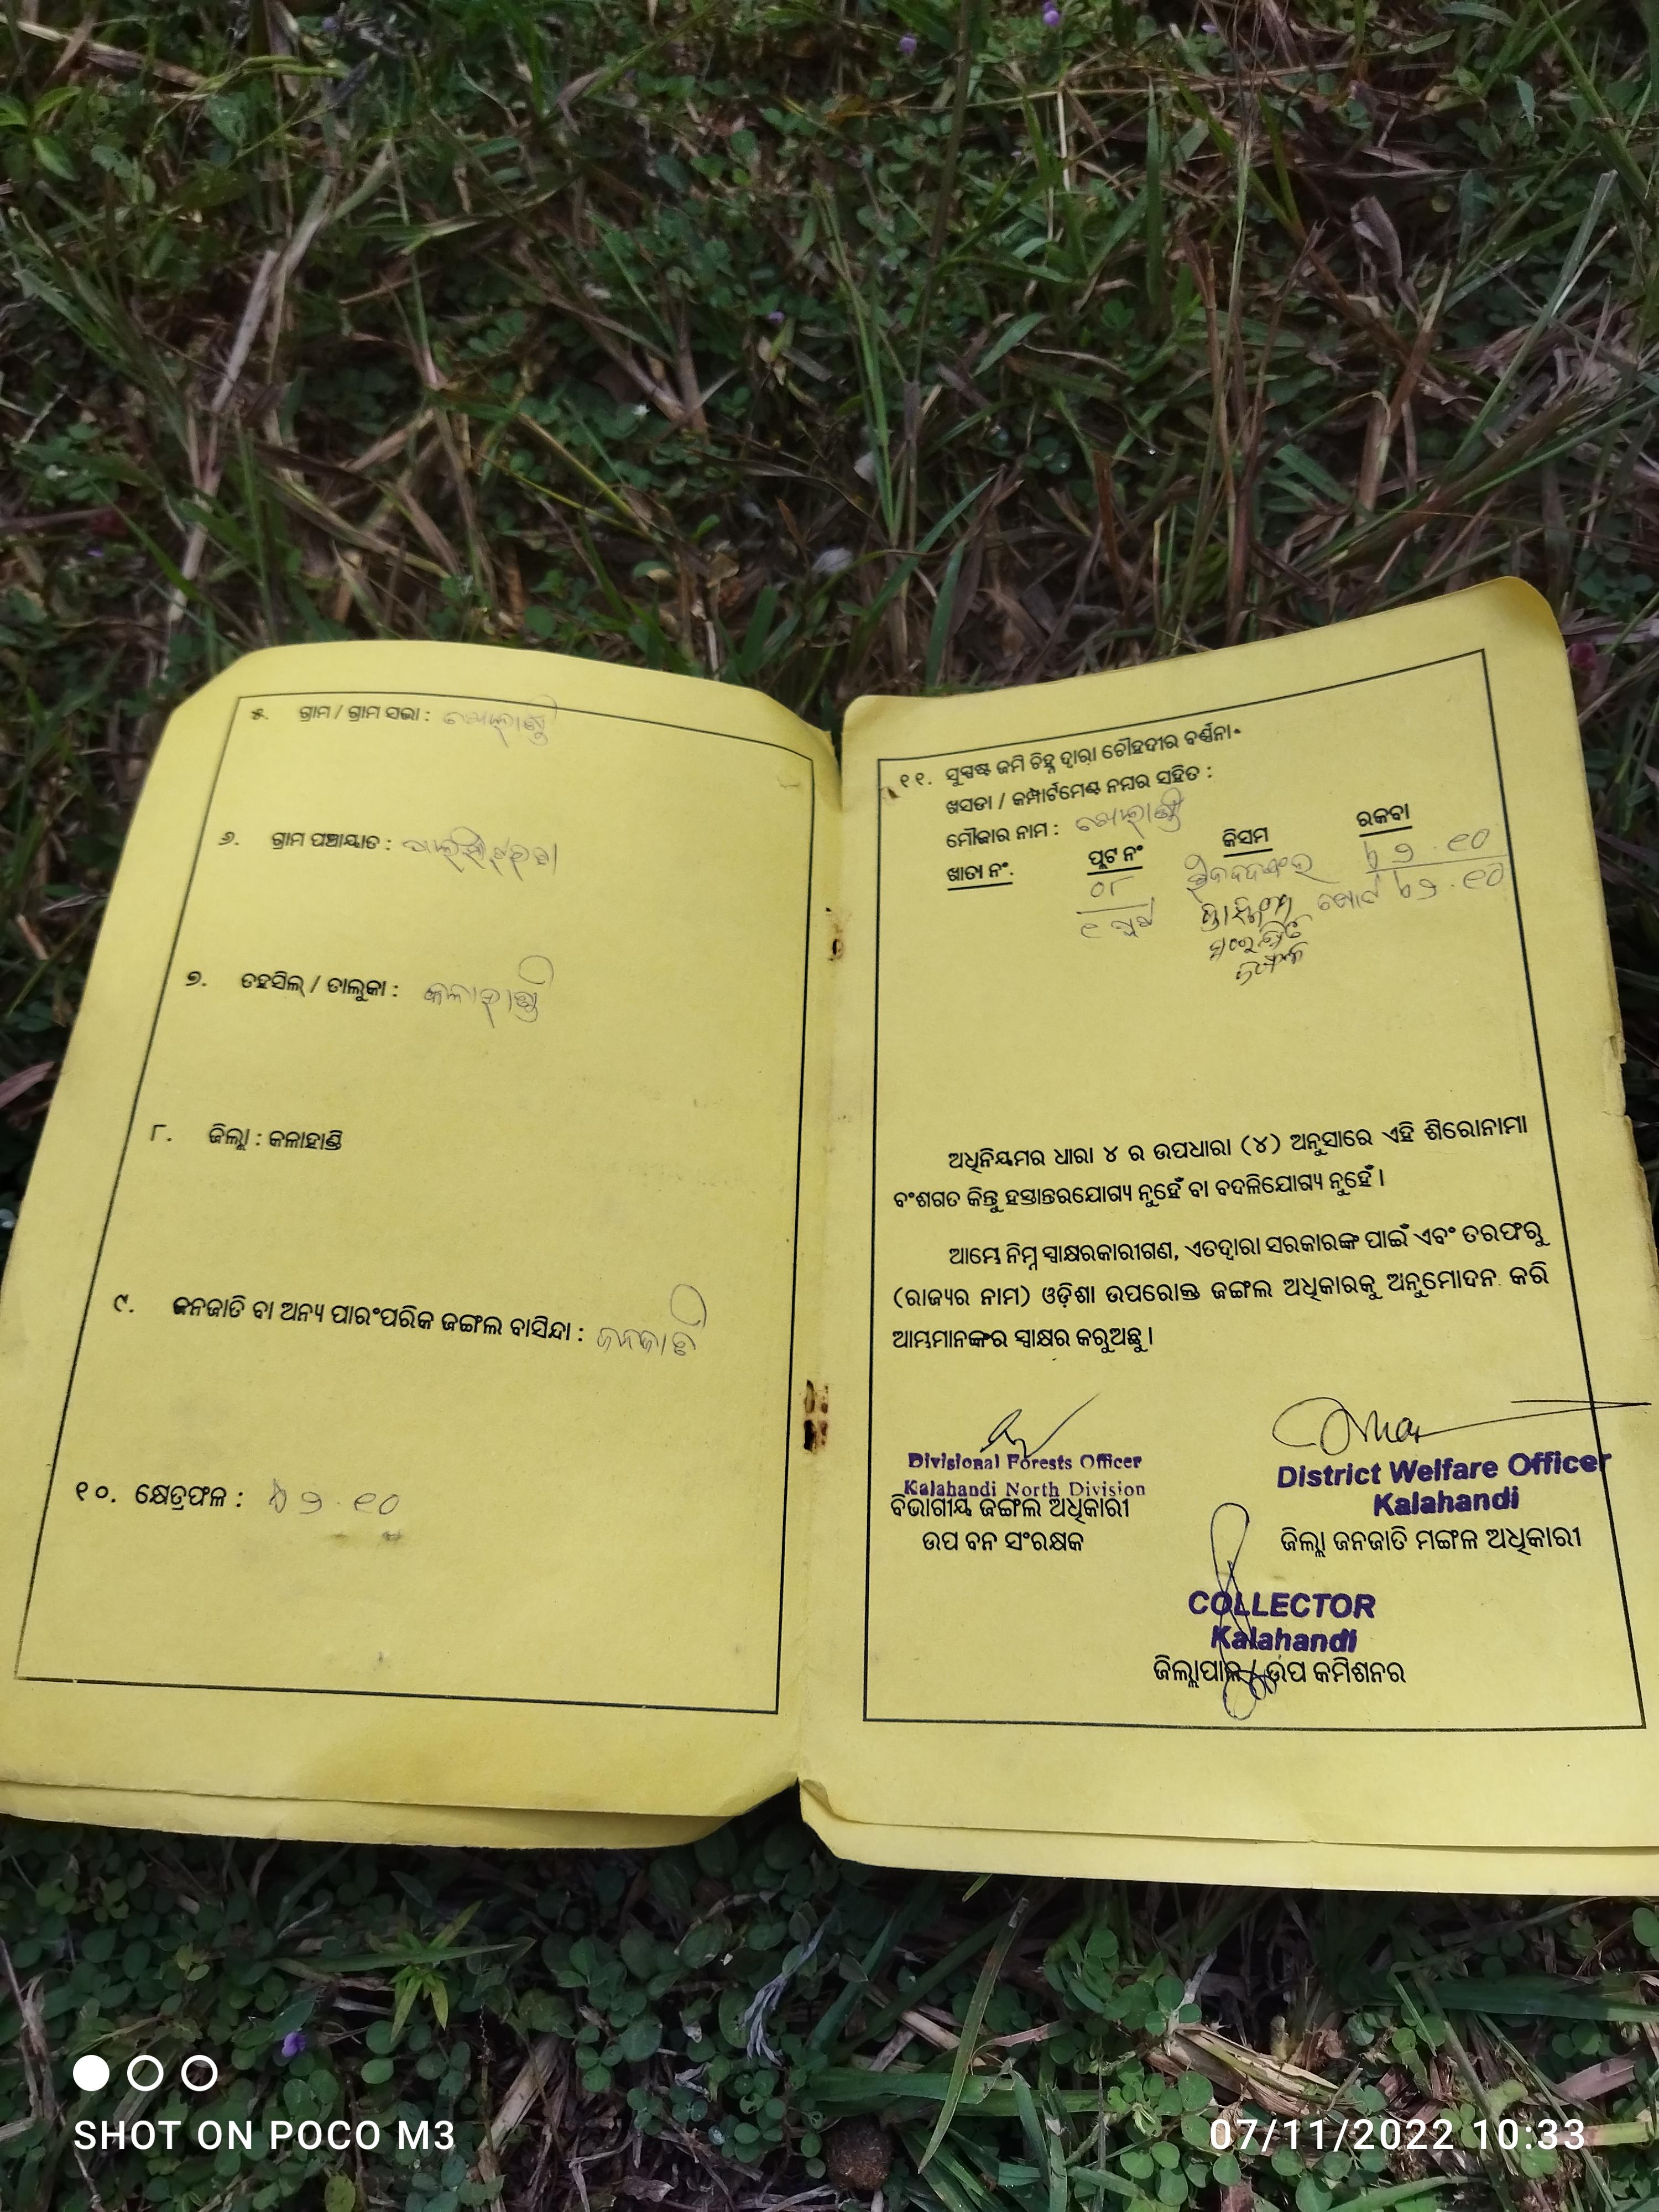 ୫. ଗ୍ରାମ / ଗ୍ରାମ ସଭା :
୬. ଗ୍ରାମ ପଞ୍ଚାୟାତ :
୭. ତହସିଲ୍ / ତାଲୁକା : କଳାହାଣ୍ଡି
୮. ଜିଲ୍ଲା : କଳାହାଣ୍ଡି
୯. ଜନଜାତି ବା ଅନ୍ୟ ପାରଂପରିକ ଜଙ୍ଗଲ ବାସିନ୍ଦା : ଜନଜାତି
୧୦. କ୍ଷେତ୍ରଫଳ :
୧୧. ସୁସ୍ପଷ୍ଟ ଜମି ଚିହ୍ନ ଦ୍ୱାରା ଚୌହଦୀର ବର୍ଣ୍ଣନା
ଖସଡା / କମ୍ପାର୍ଟମେଣ୍ଟ ନମ୍ବର ସହିତ :
ମୌଜାର ନାମ :
ଖାତା ନଂ. ପ୍ଲଟ ନଂ କିସମ ରକବା
ଅଧିନିୟମର ଧାରା ୪ ର ଉପଧାରା (୪) ଅନୁସାରେ ଏହି ଶିରୋନାମା
ବଂଶଗତ କିନ୍ତୁ ହସ୍ତାନ୍ତରଯୋଗ୍ୟ ନୁହେଁ ବା ବଦଳିଯୋଗ୍ୟ ନୁହେଁ ।
ଆମ୍ଭେ ନିମ୍ନ ସ୍ୱାକ୍ଷରକାରୀଗଣ, ଏତଦ୍ୱାରା ସରକାରଙ୍କ ପାଇଁ ଏବଂ ତରଫରୁ
(ରାଜ୍ୟର ନାମ) ଓଡ଼ିଶା ଉପରୋକ୍ତ ଜଙ୍ଗଲ ଅଧିକାରକୁ ଅନୁମୋଦନ କରି
ଆମ୍ଭମାନଙ୍କର ସ୍ୱାକ୍ଷର କରୁଅଛୁ ।
Divisional Forests Officer
Kalahandi North Division
ବିଭାଗୀୟ ଜଙ୍ଗଲ ଅଧିକାରୀ
ଉପ ବନ ସଂରକ୍ଷକ
District Welfare Officer
Kalahandi
ଜିଲ୍ଲା ଜନଜାତି ମଙ୍ଗଳ ଅଧିକାରୀ
COLLECTOR
Kalahandi
ଜିଲ୍ଲାପାଳ / ଉପ କମିଶନର
SHOT ON POCO M3
07/11/2022 10:33